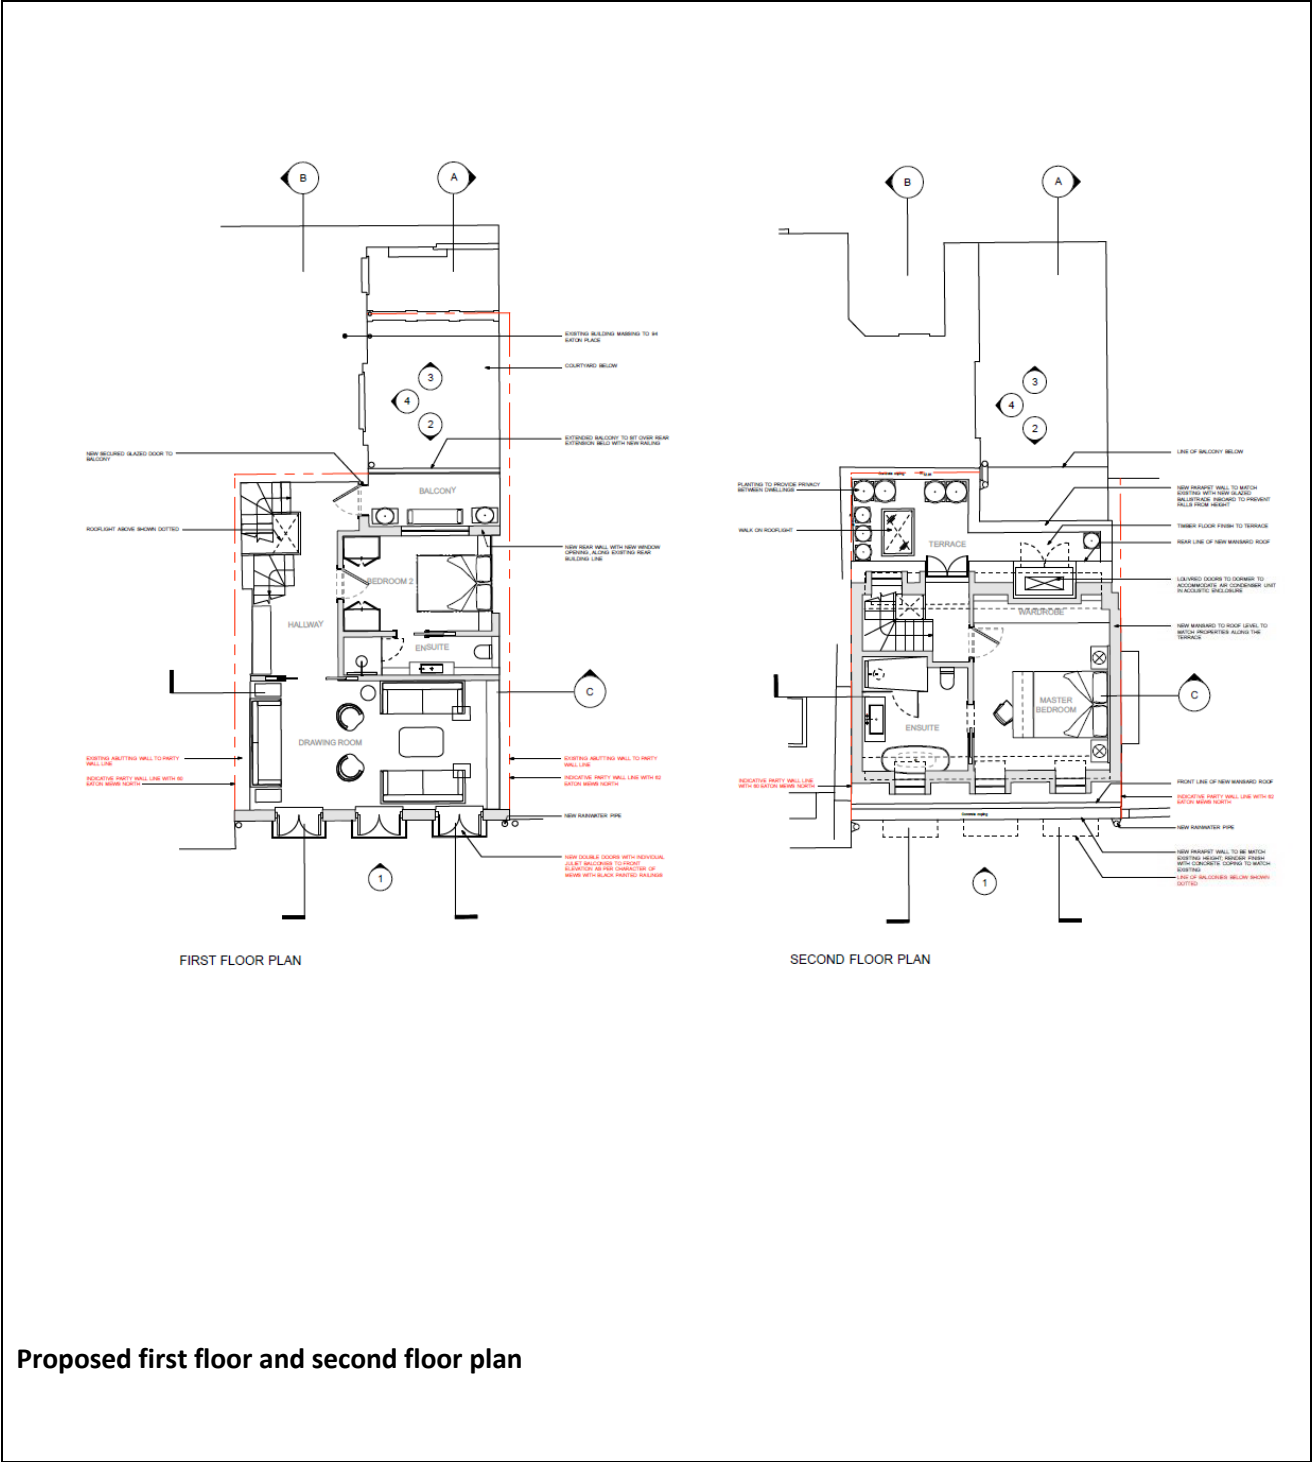 B
A
EXISTING BUILDING MASSING TO 84
EATON PLACE
COURTYARD BELOW
3
4
2
EXTENDED BALCONY TO SIT OVER REAR
EXTENSION BELO WITH NEW RAILING
NEW SECURED GLAZED DOOR TO
BALCONY
BALCONY
ROOFLIGHT ABOVE SHOWN DOTTED
NEW REAR WALL WITH NEW WINDOW
OPENING, ALONG EXISTING REAR
BUILDING LINE
BEDROOM 2
HALLWAY
ENSUITE
C
DRAWING ROOM
EXISTING ABUTTING WALL TO PARTY
WALL LINE
INDICATIVE PARTY WALL LINE WITH 60
EATON MEWS NORTH
EXISTING ABUTTING WALL TO PARTY
WALL LINE
INDICATIVE PARTY WALL LINE WITH 62
EATON MEWS NORTH
NEW RAINWATER PIPE
NEW DOUBLE DOORS WITH INDIVIDUAL
JULIET BALCONIES TO FRONT
ELEVATION AS PER CHARACTER OF
MEWS WITH BLACK PAINTED RAILINGS
1
FIRST FLOOR PLAN
B
A
3
4
2
LINE OF BALCONY BELOW
PLANTING TO PROVIDE PRIVACY
BETWEEN DWELLINGS
NEW PARAPET WALL TO MATCH
EXISTING WITH NEW GLAZED
BALUSTRADE INBOARD TO PREVENT
FALLS FROM HEIGHT
WALK ON ROOFLIGHT
TIMBER FLOOR FINISH TO TERRACE
TERRACE
REAR LINE OF NEW MANSARD ROOF
LOUVRED DOORS TO DORMER TO
ACCOMMODATE AIR CONDENSER UNIT
IN ACOUSTIC ENCLOSURE
WARDROBE
NEW MANSARD TO ROOF LEVEL TO
MATCH PROPERTIES ALONG THE
TERRACE
C
MASTER
BEDROOM
ENSUITE
INDICATIVE PARTY WALL LINE
WITH 60 EATON MEWS NORTH
FRONT LINE OF NEW MANSARD ROOF
INDICATIVE PARTY WALL LINE WITH 62
EATON MEWS NORTH
NEW RAINWATER PIPE
NEW PARAPET WALL TO BE MATCH
EXISTING HEIGHT; RENDER FINISH
WITH CONCRETE COPING TO MATCH
EXISTING
LINE OF BALCONIES BELOW SHOWN
DOTTED
1
SECOND FLOOR PLAN
Proposed first floor and second floor plan